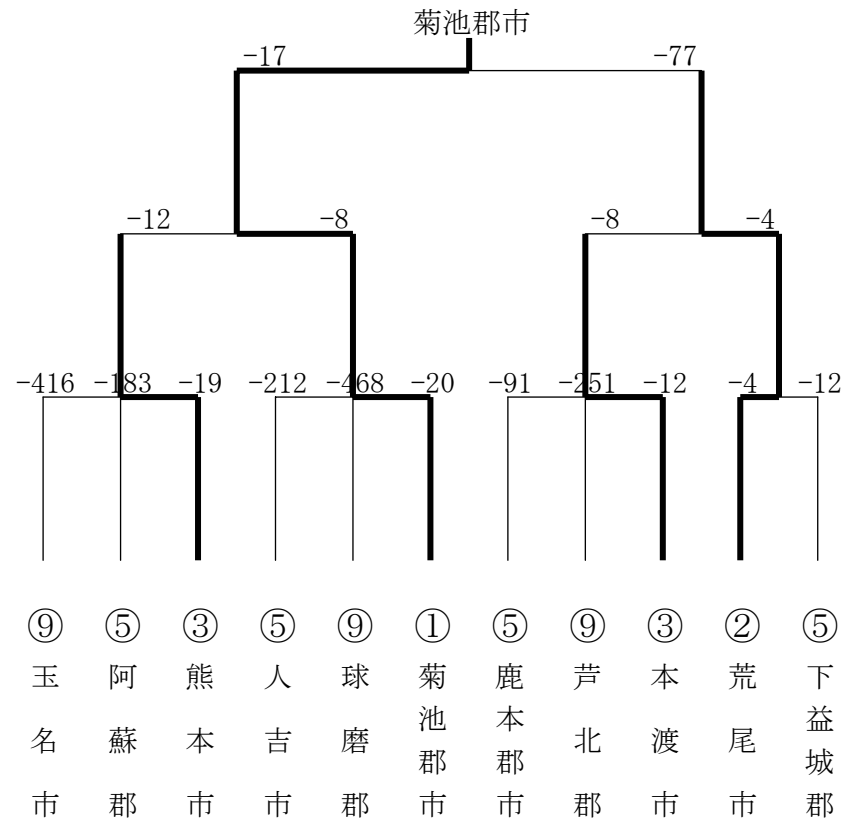 菊池郡市
-17 -77
-12 -8 -8 -4
-416 -183 -19 -212 -468 -20 -91 -251 -12 -4 -12
⑨ ⑤ ③ ⑤ ⑨ ① ⑤ ⑨ ③ ② ⑤
玉名市
阿蘇郡
熊本市
人吉市
球磨郡
菊池郡市
鹿本郡市
芦北郡
本渡市
荒尾市
下益城郡